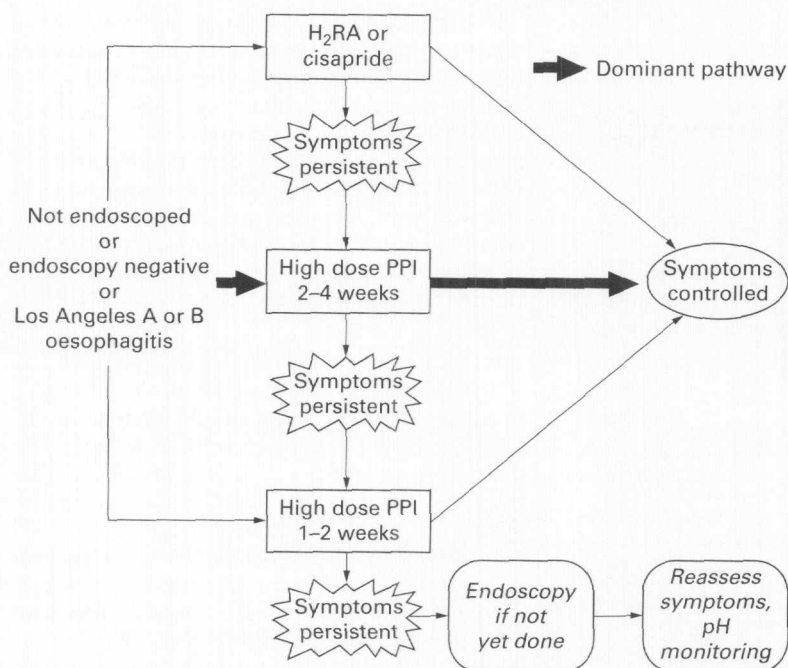 H₂RA or
cisapride
Dominant pathway
Symptoms
persistent
Not endoscoped
or
endoscopy negative
or
Los Angeles A or B
oesophagitis
High dose PPI
2–4 weeks
Symptoms
controlled
Symptoms
persistent
High dose PPI
1–2 weeks
Symptoms
persistent
Endoscopy
if not
yet done
Reassess
symptoms,
pH
monitoring